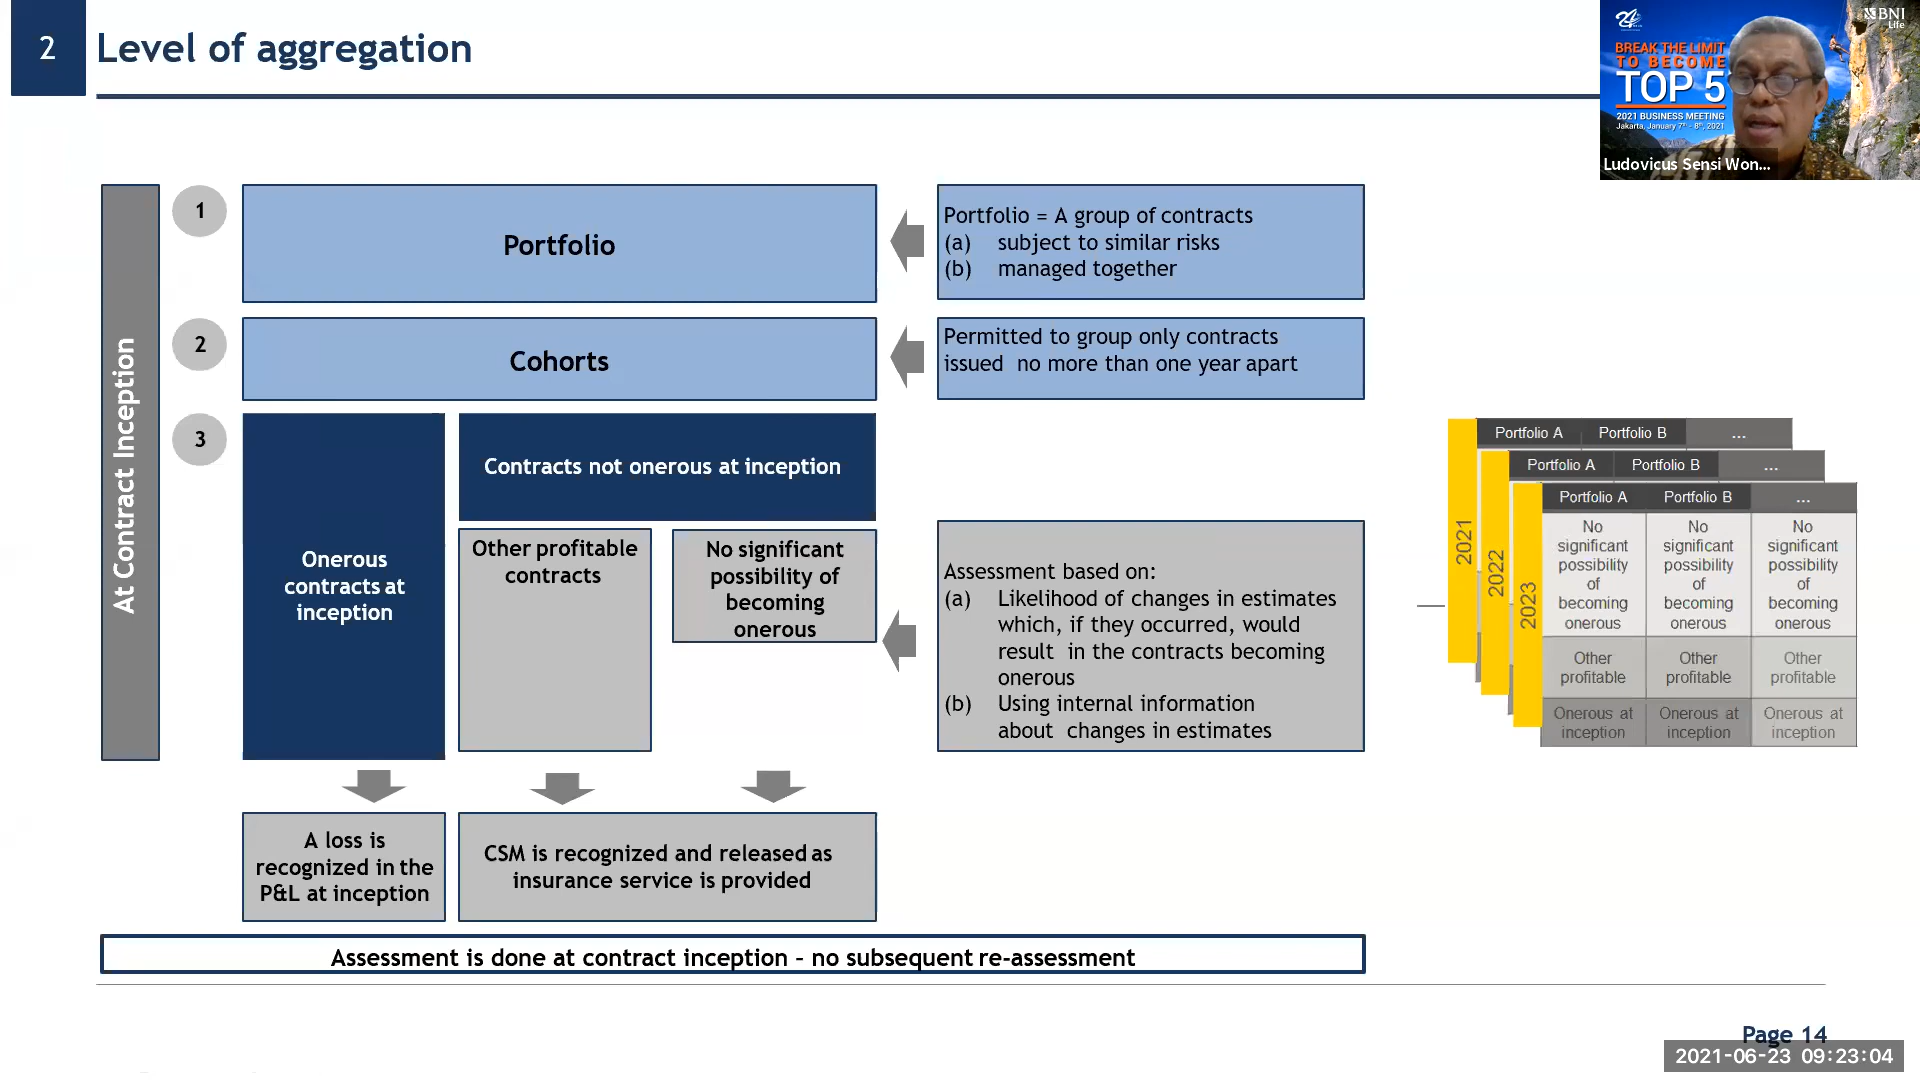 2
Level of aggregation
24
BNI
Life
BREAK THE LIMIT
TO BECOME
TOP 5
2021 BUSINESS MEETING
Jakarta, January 7th - 8th, 2021
Ludovicus Sensi Won...
At Contract Inception
1
Portfolio
Portfolio = A group of contracts
(a) subject to similar risks
(b) managed together
2
Cohorts
Permitted to group only contracts
issued no more than one year apart
3
Onerous
contracts at
inception
Contracts not onerous at inception
Other profitable
contracts
No significant
possibility of
becoming
onerous
Assessment based on:
(a) Likelihood of changes in estimates
which, if they occurred, would
result in the contracts becoming
onerous
(b) Using internal information
about changes in estimates
2021
Portfolio A Portfolio B ...
2022
Portfolio A Portfolio B ...
2023
Portfolio A Portfolio B ...
No No No
significant significant significant
possibility possibility possibility
of of of
becoming becoming becoming
onerous onerous onerous
Other Other Other
profitable profitable profitable
Onerous at Onerous at Onerous at
inception inception inception
A loss is
recognized in the
P&L at inception
CSM is recognized and released as
insurance service is provided
Assessment is done at contract inception – no subsequent re-assessment
Page 14
2021-06-23 09:23:04